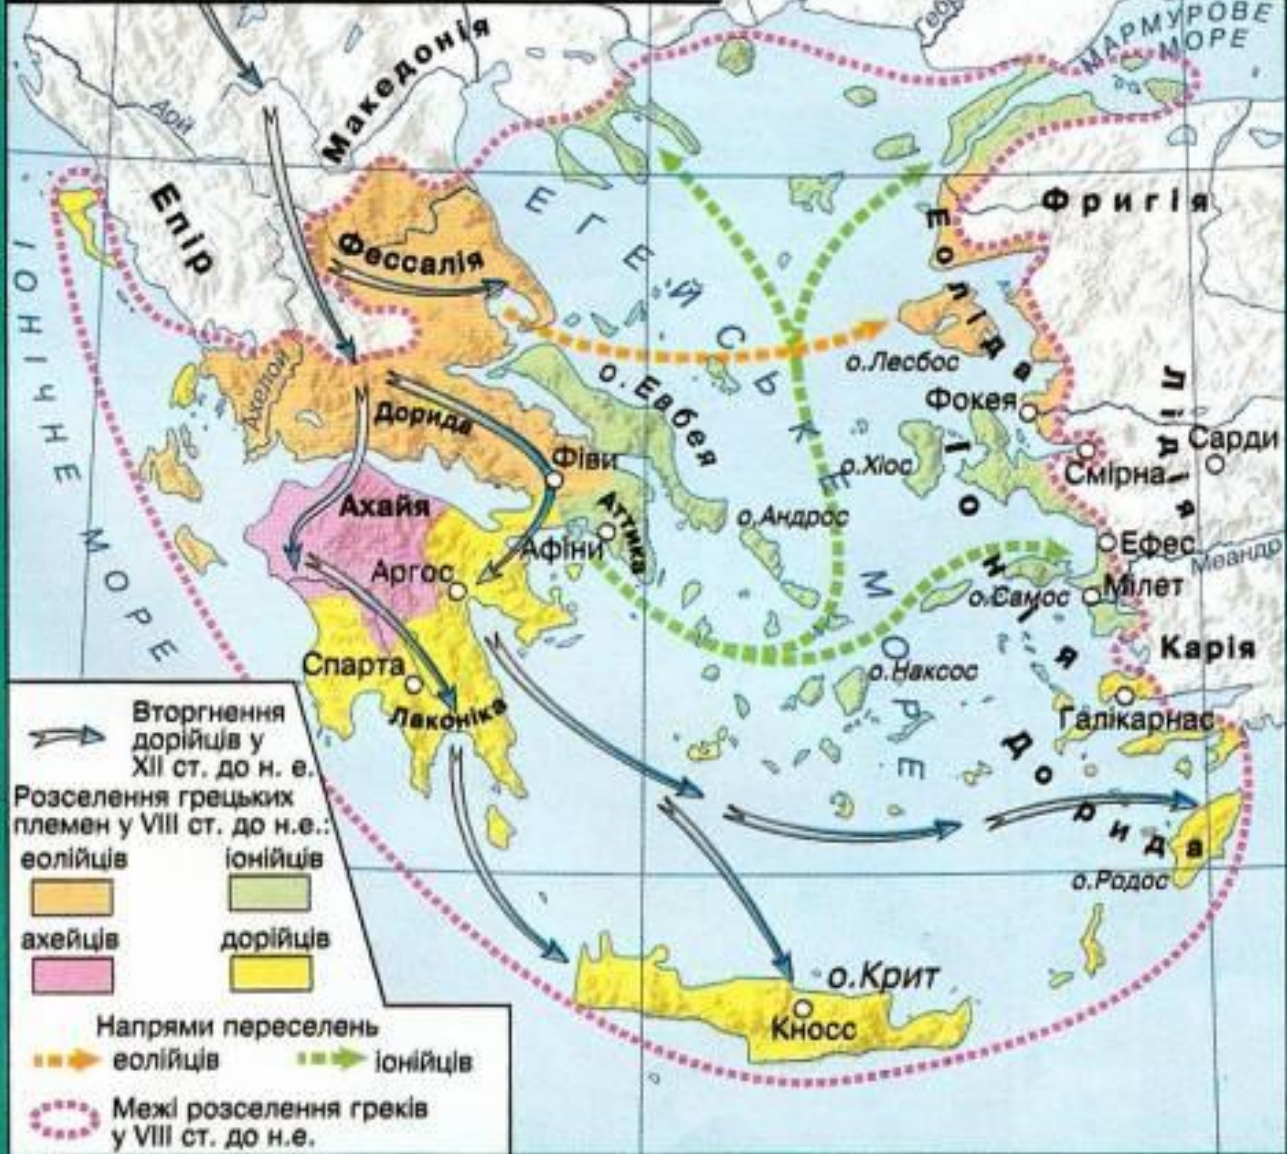 МАРМУРОВЕ
МОРЕ
Македонія
Аой
Епір
ЕГЕЙСЬКЕ МОРЕ
Фригія
Еоліда
Фессалія
ІОНІЧНЕ МОРЕ
о.Лесбос
о.Евбея
Ахелой
Дорида
Фокея
Лідія
Сарди
Фіви
о.Хіос
Смірна
Іонія
Ахайя
Аттика
о.Андрос
Афіни
Ефес
Меандр
Аргос
о.Самос
Мілет
Карія
Спарта
о.Наксос
Лаконіка
Галікарнас
Дорида
о.Родос
о.Крит
Кносс
Вторгнення
дорійців у
XII ст. до н. е.
Розселення грецьких
племен у VIII ст. до н.е.:
еолійців
іонійців
ахейців
дорійців
Напрями переселень
еолійців
іонійців
Межі розселення греків
у VIII ст. до н.е.